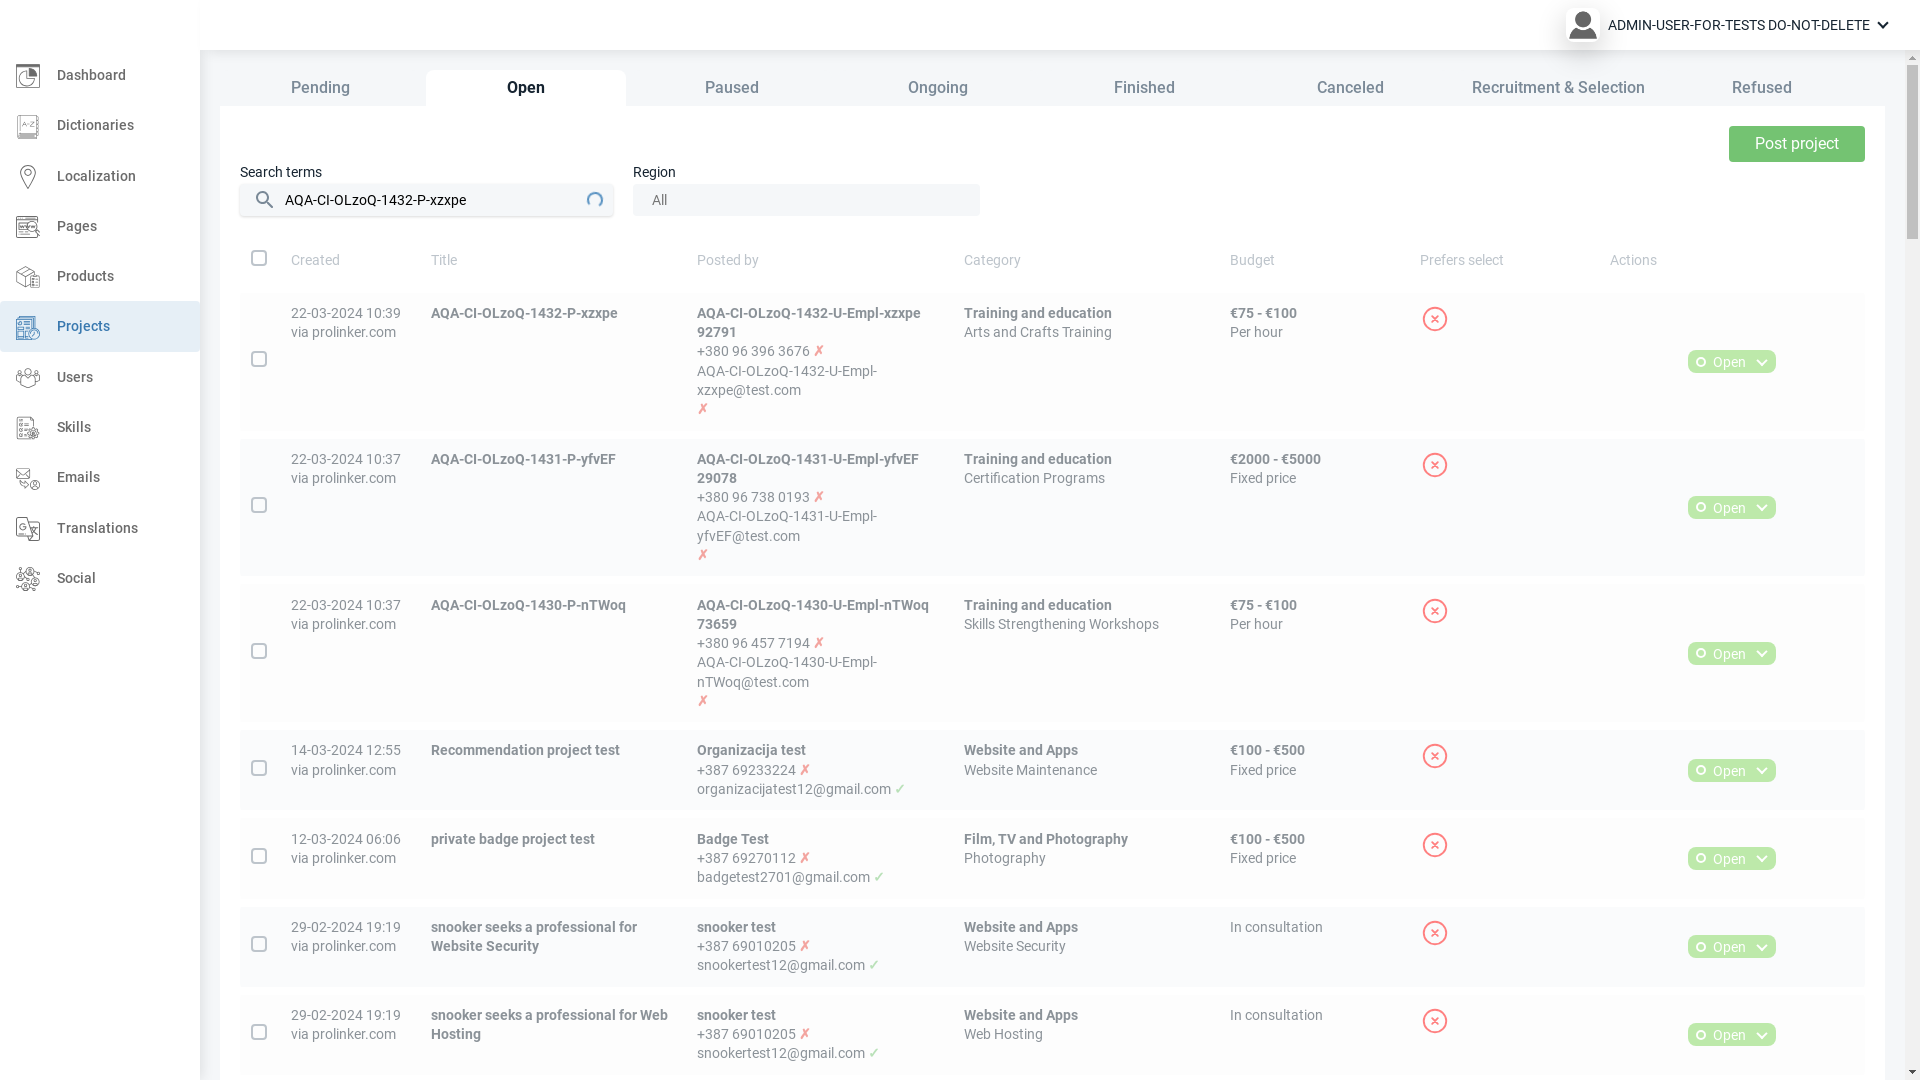 ADMIN-USER-FOR-TESTS DO-NOT-DELETE
Dashboard
Dictionaries
Localization
Pages
Products
Projects
Users
Skills
Emails
Translations
Social
Pending
Open
Paused
Ongoing
Finished
Canceled
Recruitment & Selection
Refused
Post project
Search terms
Region
AQA-CI-OLzoQ-1432-P-xzxpe
All
Created
Title
Posted by
Category
Budget
Prefers select
Actions
22-03-2024 10:39
via prolinker.com
AQA-CI-OLzoQ-1432-P-xzxpe
AQA-CI-OLzoQ-1432-U-Empl-xzxpe
92791
+380 96 396 3676 ✗
AQA-CI-OLzoQ-1432-U-Empl-
xzxpe@test.com
✗
Training and education
Arts and Crafts Training
€75 - €100
Per hour
Open
22-03-2024 10:37
via prolinker.com
AQA-CI-OLzoQ-1431-P-yfvEF
AQA-CI-OLzoQ-1431-U-Empl-yfvEF
29078
+380 96 738 0193 ✗
AQA-CI-OLzoQ-1431-U-Empl-
yfvEF@test.com
✗
Training and education
Certification Programs
€2000 - €5000
Fixed price
Open
22-03-2024 10:37
via prolinker.com
AQA-CI-OLzoQ-1430-P-nTWoq
AQA-CI-OLzoQ-1430-U-Empl-nTWoq
73659
+380 96 457 7194 ✗
AQA-CI-OLzoQ-1430-U-Empl-
nTWoq@test.com
✗
Training and education
Skills Strengthening Workshops
€75 - €100
Per hour
Open
14-03-2024 12:55
via prolinker.com
Recommendation project test
Organizacija test
+387 69233224 ✗
organizacijatest12@gmail.com ✓
Website and Apps
Website Maintenance
€100 - €500
Fixed price
Open
12-03-2024 06:06
via prolinker.com
private badge project test
Badge Test
+387 69270112 ✗
badgetest2701@gmail.com ✓
Film, TV and Photography
Photography
€100 - €500
Fixed price
Open
29-02-2024 19:19
via prolinker.com
snooker seeks a professional for
Website Security
snooker test
+387 69010205 ✗
snookertest12@gmail.com ✓
Website and Apps
Website Security
In consultation
Open
29-02-2024 19:19
via prolinker.com
snooker seeks a professional for Web
Hosting
snooker test
+387 69010205 ✗
snookertest12@gmail.com ✓
Website and Apps
Web Hosting
In consultation
Open